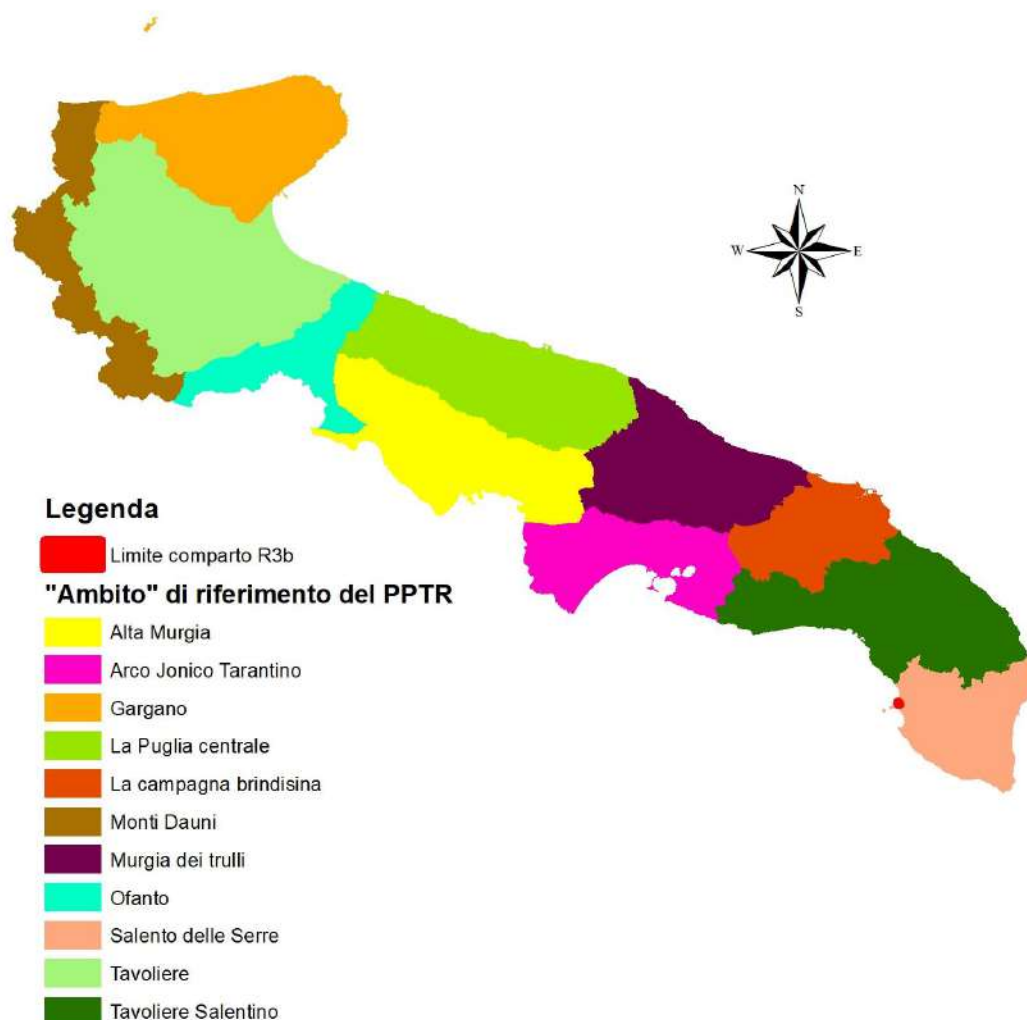 N
W
E
S
Legenda
Limite comparto R3b
"Ambito" di riferimento del PPTR
Alta Murgia
Arco Jonico Tarantino
Gargano
La Puglia centrale
La campagna brindisina
Monti Dauni
Murgia dei trulli
Ofanto
Salento delle Serre
Tavoliere
Tavoliere Salentino